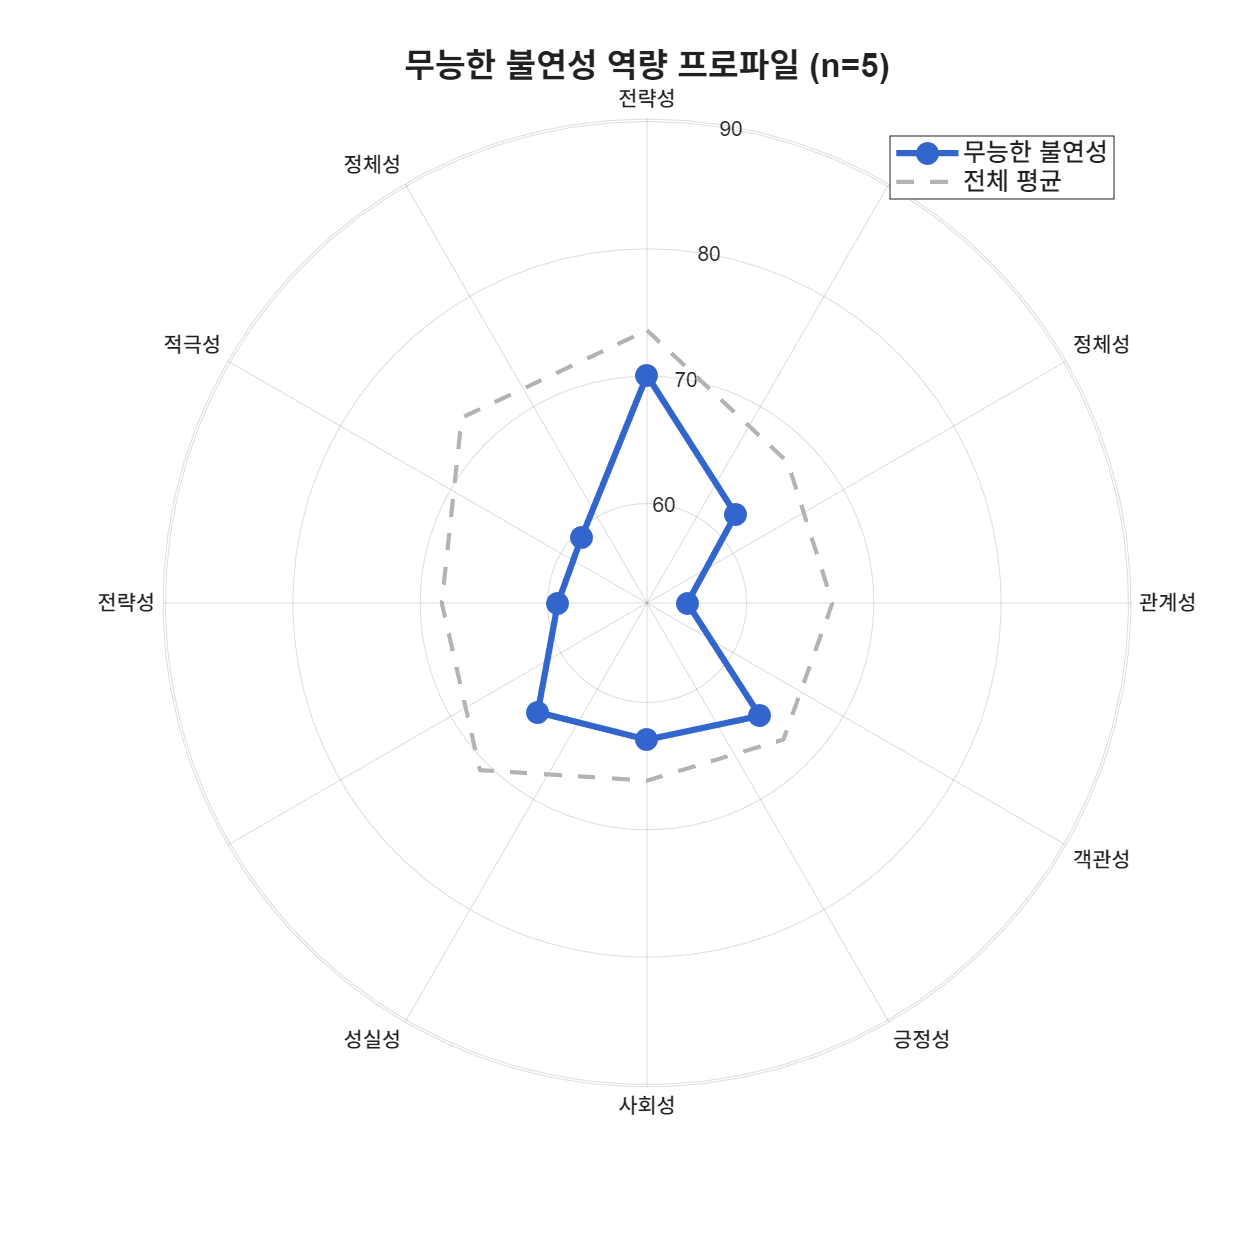 무능한 불연성 역량 프로파일 (n=5)
전략성
90
정체성
무능한 불연성
전체 평균
80
적극성
정체성
70
60
전략성
관계성
객관성
성실성
긍정성
사회성